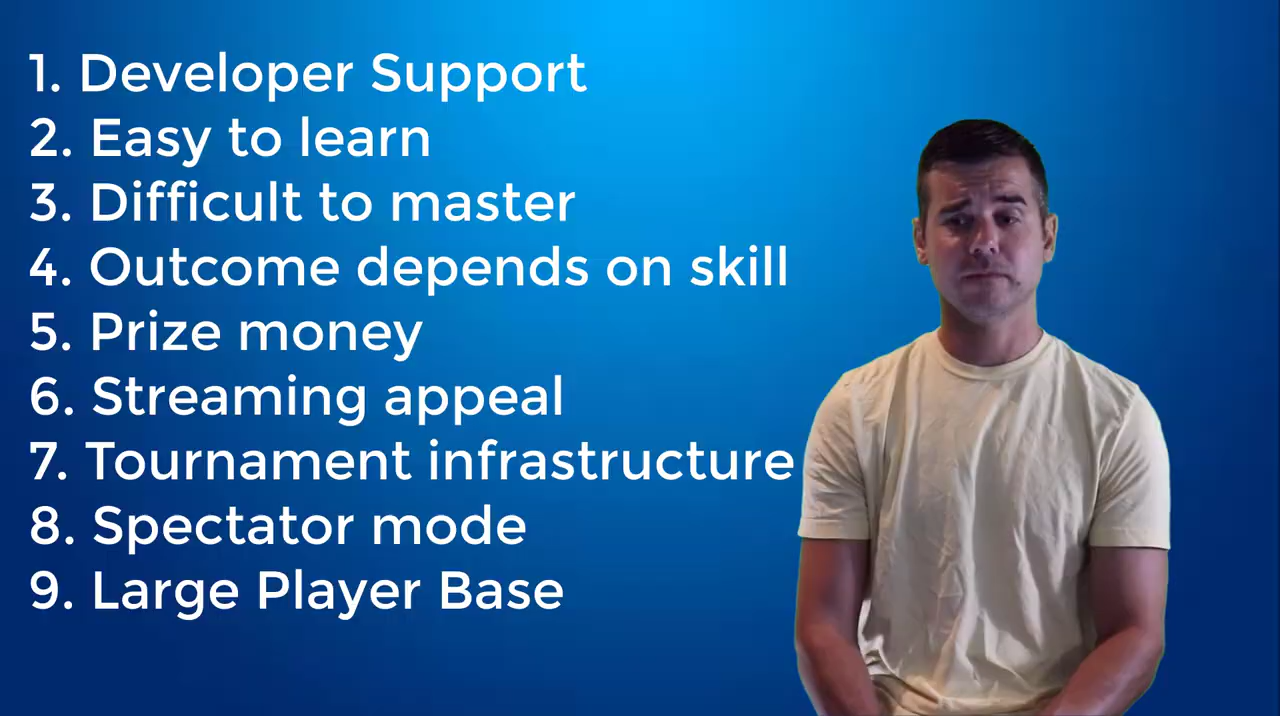 1. Developer Support
2. Easy to learn
3. Difficult to master
4. Outcome depends on skill
5. Prize money
6. Streaming appeal
7. Tournament infrastructure
8. Spectator mode
9. Large Player Base